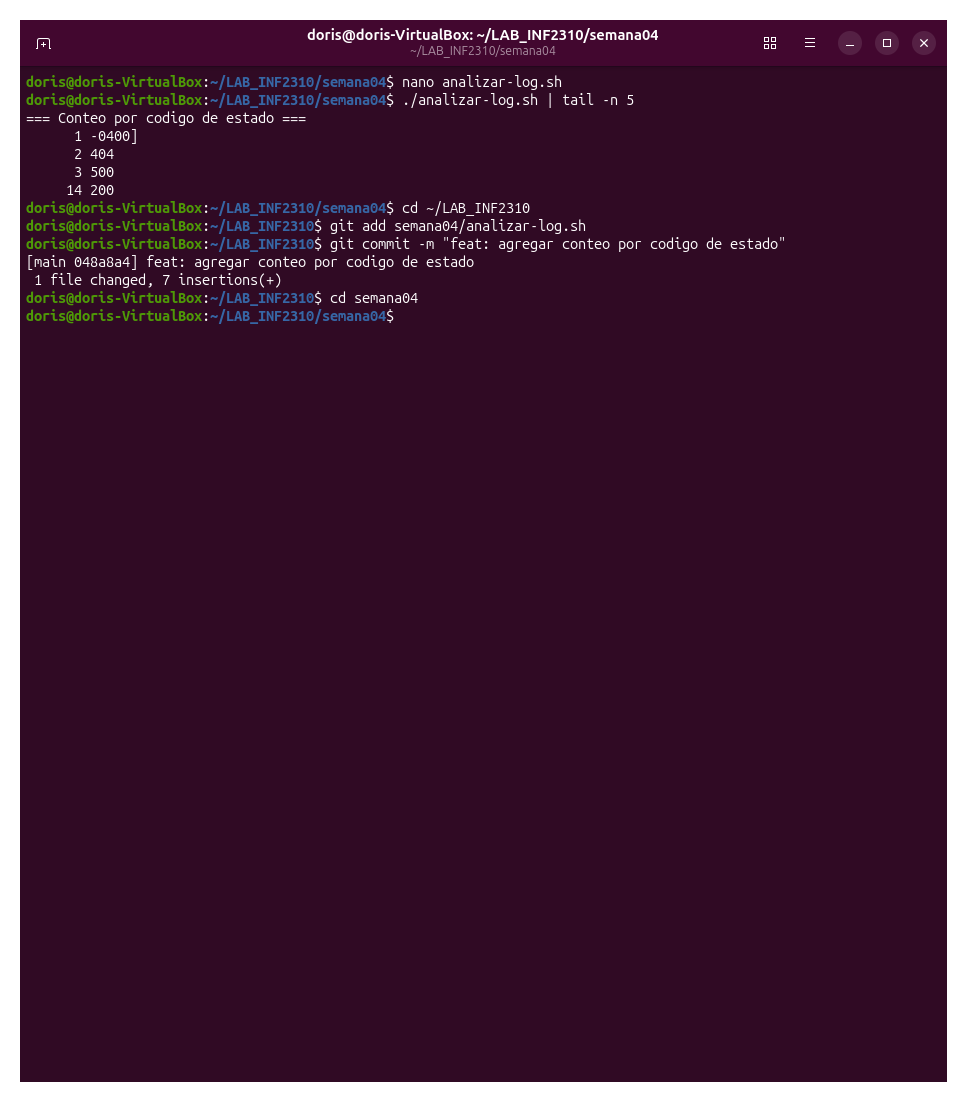 doris@doris-VirtualBox: ~/LAB_INF2310/semana04
~/LAB_INF2310/semana04
doris@doris-VirtualBox:~/LAB_INF2310/semana04$ nano analizar-log.sh
doris@doris-VirtualBox:~/LAB_INF2310/semana04$ ./analizar-log.sh | tail -n 5
=== Conteo por codigo de estado ===
      1 -0400]
      2 404
      3 500
     14 200
doris@doris-VirtualBox:~/LAB_INF2310/semana04$ cd ~/LAB_INF2310
doris@doris-VirtualBox:~/LAB_INF2310$ git add semana04/analizar-log.sh
doris@doris-VirtualBox:~/LAB_INF2310$ git commit -m "feat: agregar conteo por codigo de estado"
[main 048a8a4] feat: agregar conteo por codigo de estado
 1 file changed, 7 insertions(+)
doris@doris-VirtualBox:~/LAB_INF2310$ cd semana04
doris@doris-VirtualBox:~/LAB_INF2310/semana04$